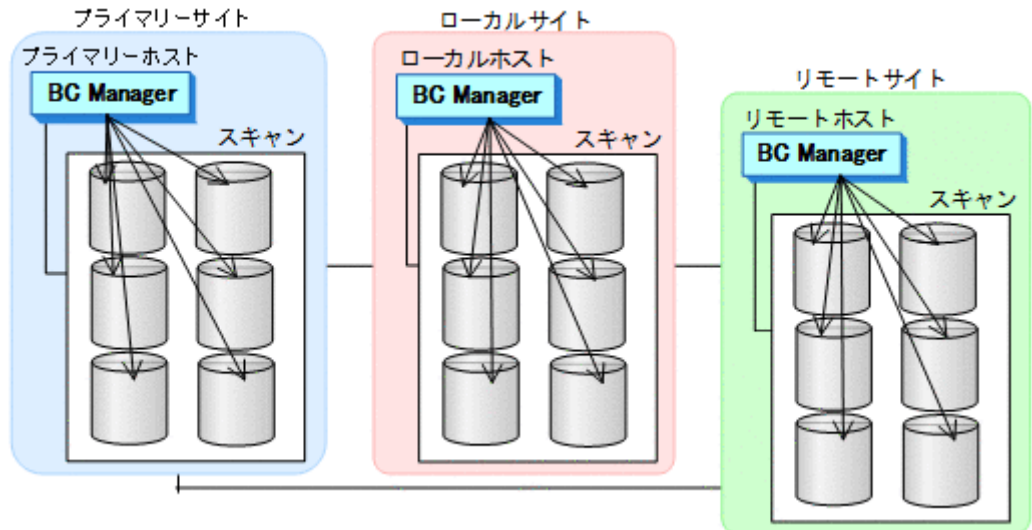 プライマリーサイト
プライマリーホスト
BC Manager
スキャン
ローカルサイト
ローカルホスト
BC Manager
スキャン
リモートサイト
リモートホスト
BC Manager
スキャン